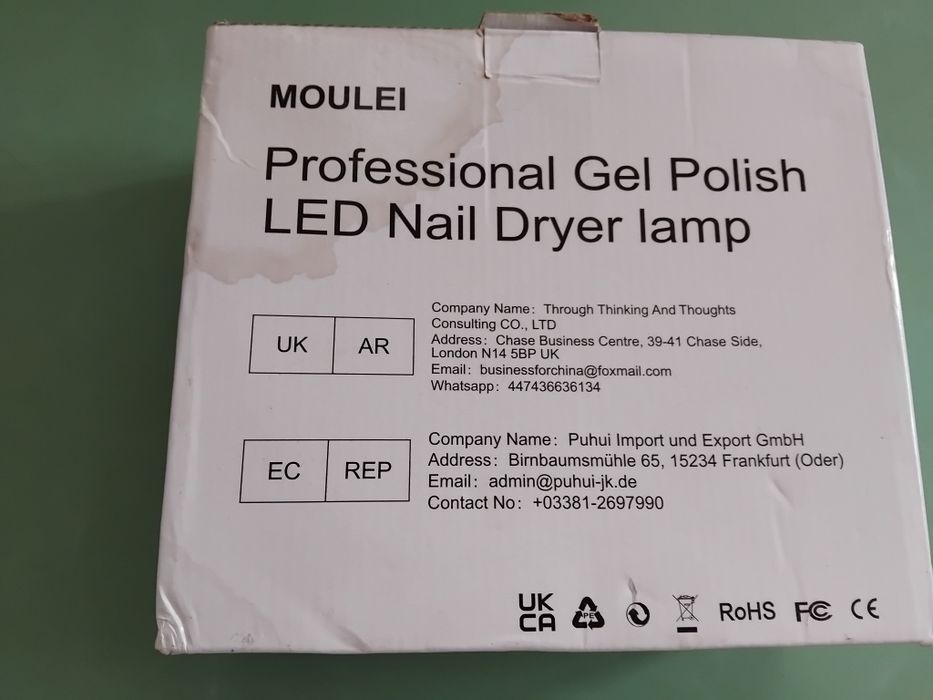 MOULEI
Professional Gel Polish
LED Nail Dryer lamp
UK AR
Company Name: Through Thinking And Thoughts
Consulting CO., LTD
Address: Chase Business Centre, 39-41 Chase Side,
London N14 5BP UK
Email: businessforchina@foxmail.com
Whatsapp: 447436636134
EC REP
Company Name: Puhui Import und Export GmbH
Address: Birnbaumsmühle 65, 15234 Frankfurt (Oder)
Email: admin@puhui-jk.de
Contact No: +03381-2697990
UK
CA PE RoHS FC CE